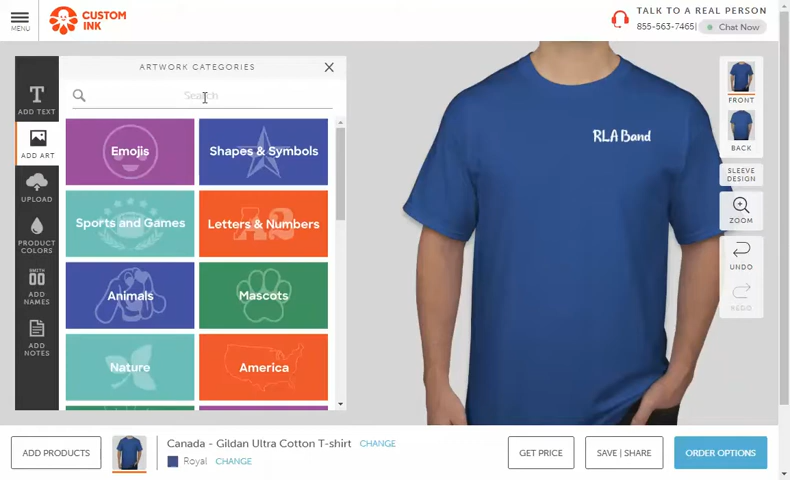 MENU
CUSTOM
INK
TALK TO A REAL PERSON
855-563-7465|
Chat Now
ADD TEXT
ADD ART
UPLOAD
PRODUCT
COLORS
SMITH
00
ADD
NAMES
ADD
NOTES
ARTWORK CATEGORIES
Search
Emojis
Shapes & Symbols
Sports and Games
A2
Letters & Numbers
Animals
Mascots
Nature
America
RLA Band
FRONT
BACK
SLEEVE
DESIGN
ZOOM
UNDO
REDO
ADD PRODUCTS
Canada - Gildan Ultra Cotton T-shirt CHANGE
Royal CHANGE
GET PRICE
SAVE | SHARE
ORDER OPTIONS